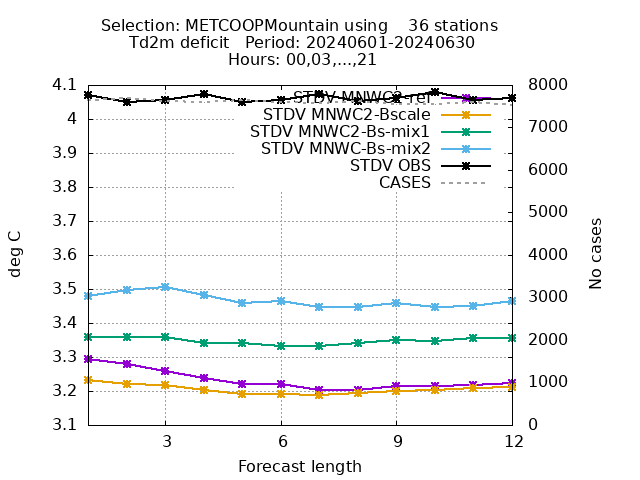 Selection: METCOOPMountain using 36 stations
Td2m deficit Period: 20240601-20240630
Hours: 00,03,...,21
4.1
4
3.9
3.8
3.7
3.6
3.5
3.4
3.3
3.2
3.1
deg C
STDV MNWC2-ref
STDV MNWC2-Bscale
STDV MNWC2-Bs-mix1
STDV MNWC-Bs-mix2
STDV OBS
CASES
8000
7000
6000
5000
4000
3000
2000
1000
0
No cases
3 6 9 12
Forecast length